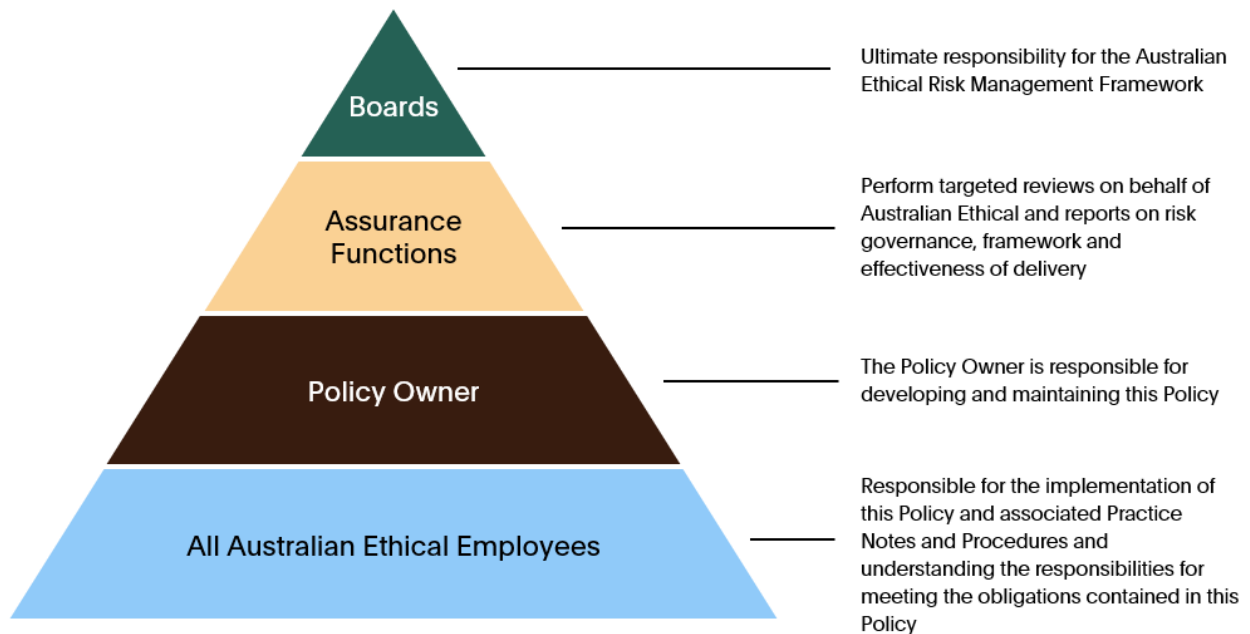 Boards
Ultimate responsibility for the Australian
Ethical Risk Management Framework
Assurance
Functions
Perform targeted reviews on behalf of
Australian Ethical and reports on risk
governance, framework and
effectiveness of delivery
Policy Owner
The Policy Owner is responsible for
developing and maintaining this Policy
All Australian Ethical Employees
Responsible for the implementation of
this Policy and associated Practice
Notes and Procedures and
understanding the responsibilities for
meeting the obligations contained in this
Policy